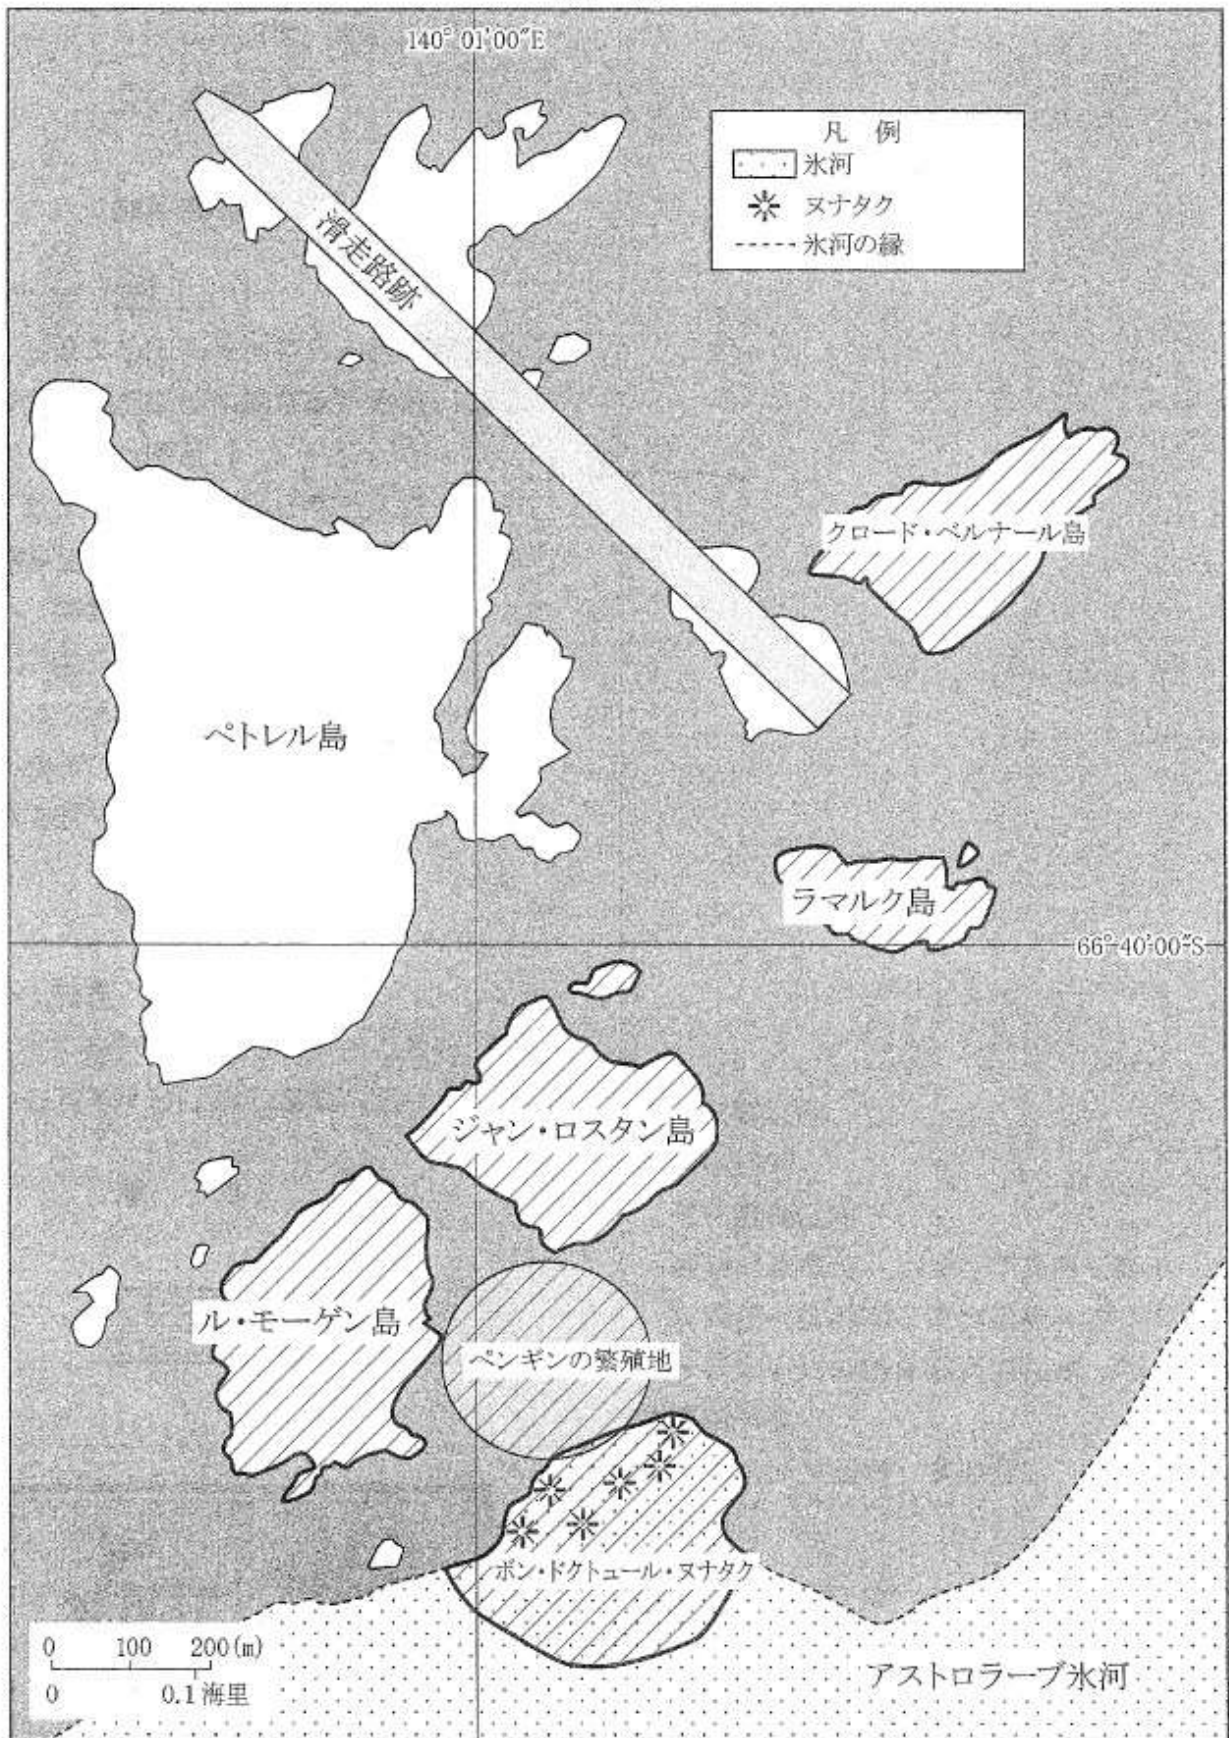 140° 01′00″E
凡 例
氷河
ヌナタク
氷河の縁
滑走路跡
クロード・ベルナール島
ペトレル島
ラマルク島
66° 40′00″S
ジャン・ロスタン島
ル・モーゲン島
ペンギンの繁殖地
ボン・ドクトュール・ヌナタク
0 100 200(m)
0 0.1海里
アストロラーブ氷河